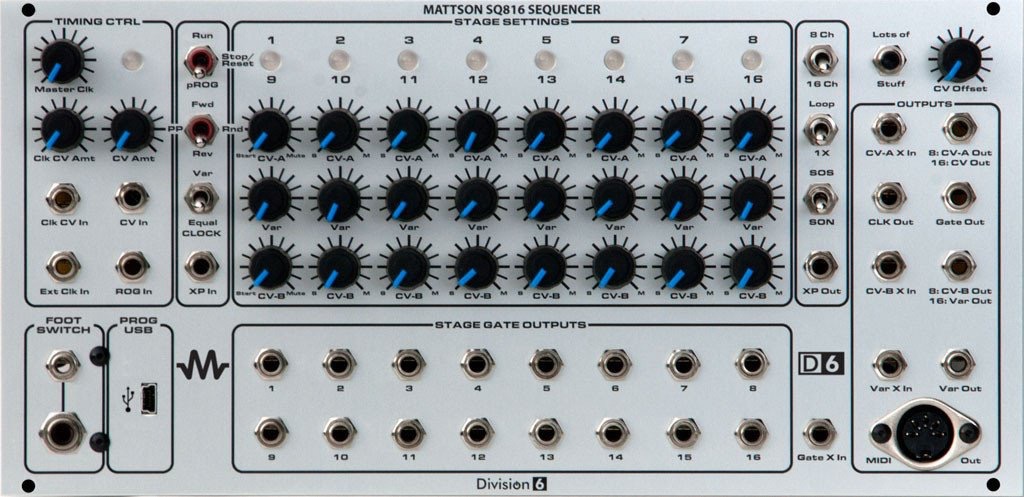 MATTSON SQ816 SEQUENCER
TIMING CTRL
Master Clk
Clk CV Amt
CV Amt
Clk CV In
CV In
Ext Clk In
ROG In
Run
Stop/
Reset
pROG
Fwd
PP
Rnd
Rev
Var
Equal
CLOCK
XP In
STAGE SETTINGS
1 2 3 4 5 6 7 8
9 10 11 12 13 14 15 16
Start CV-A Mute S CV-A M S CV-A M S CV-A M S CV-A M S CV-A M S CV-A M S CV-A M
Var Var Var Var Var Var Var Var
Start CV-B Mute S CV-B M S CV-B M S CV-B M S CV-B M S CV-B M S CV-B M S CV-B M
8 Ch
16 Ch
Loop
1X
SOS
SON
XP Out
Lots of
Stuff
CV Offset
OUTPUTS
CV-A X In
8: CV-A Out
16: CV Out
CLK Out
Gate Out
CV-B X In
8: CV-B Out
16: Var Out
Var X In
Var Out
MIDI Out
FOOT
SWITCH
PROG
USB
STAGE GATE OUTPUTS
1 2 3 4 5 6 7 8
9 10 11 12 13 14 15 16
D6
Gate X In
Division 6